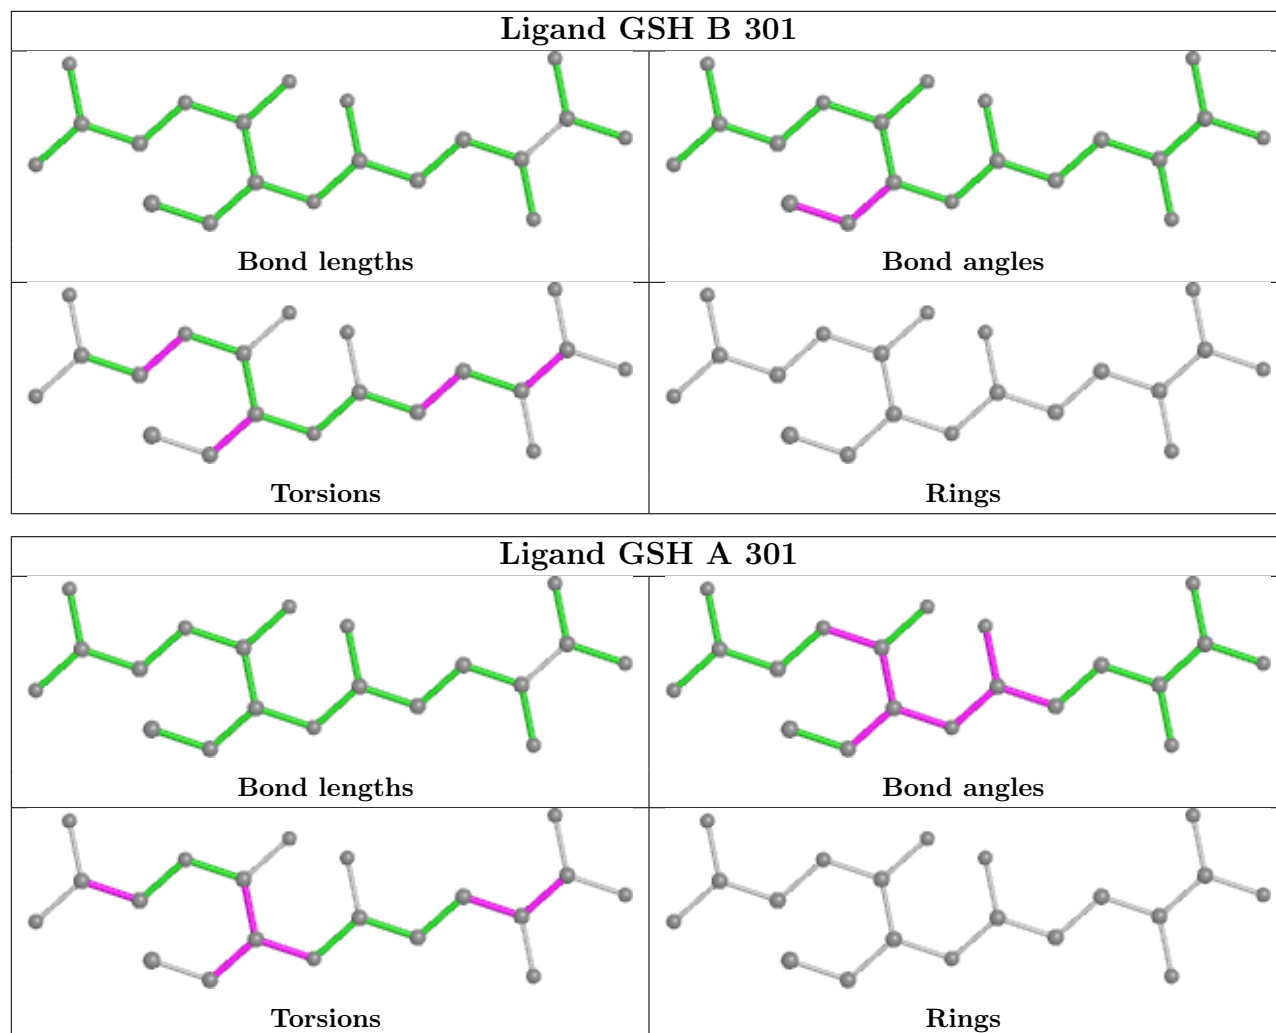 Ligand GSH B 301
Bond lengths
Bond angles
Torsions
Rings
Ligand GSH A 301
Bond lengths
Bond angles
Torsions
Rings